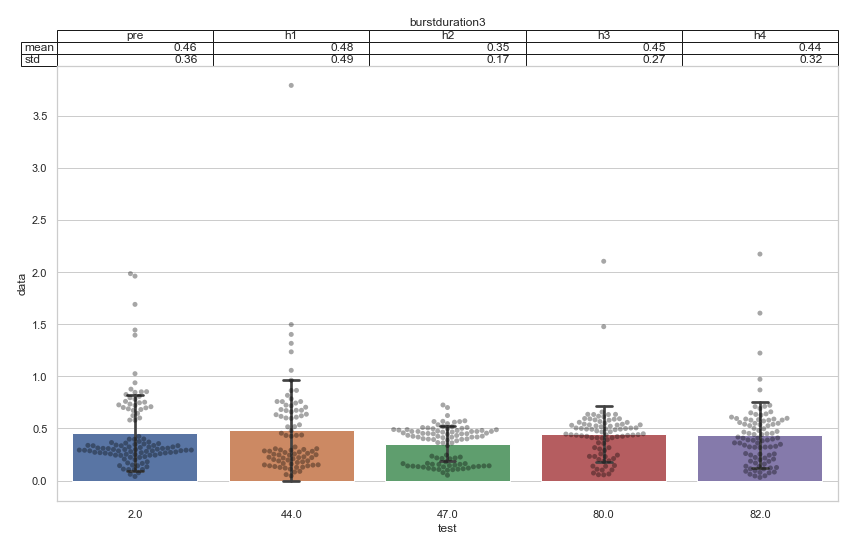 burstduration3
pre h1 h2 h3 h4
mean 0.46 0.48 0.35 0.45 0.44
std 0.36 0.49 0.17 0.27 0.32
3.5
3.0
2.5
2.0
1.5
1.0
0.5
0.0
data
2.0 44.0 47.0 80.0 82.0
test